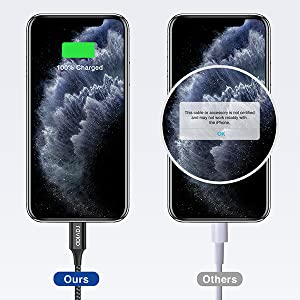 100% Charged
This cable or accessory is not certified
and may not work reliably with
the iPhone.
OK
Ours
Others